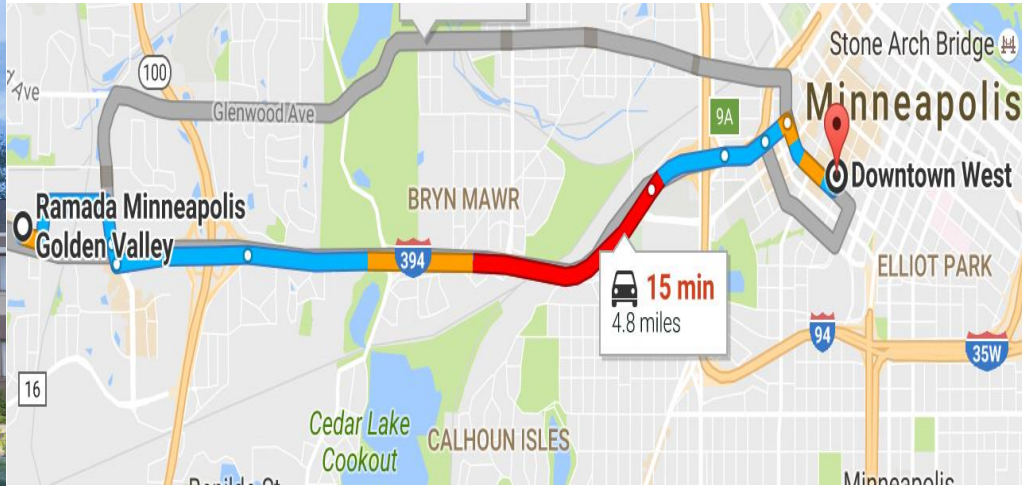 Stone Arch Bridge
100
Ave
Glenwood Ave
9A
Minneapolis
Downtown West
BRYN MAWR
Ramada Minneapolis
Golden Valley
394
ELLIOT PARK
15 min
4.8 miles
94
35W
16
Cedar Lake
Cookout
CALHOUN ISLES
Minneapolis